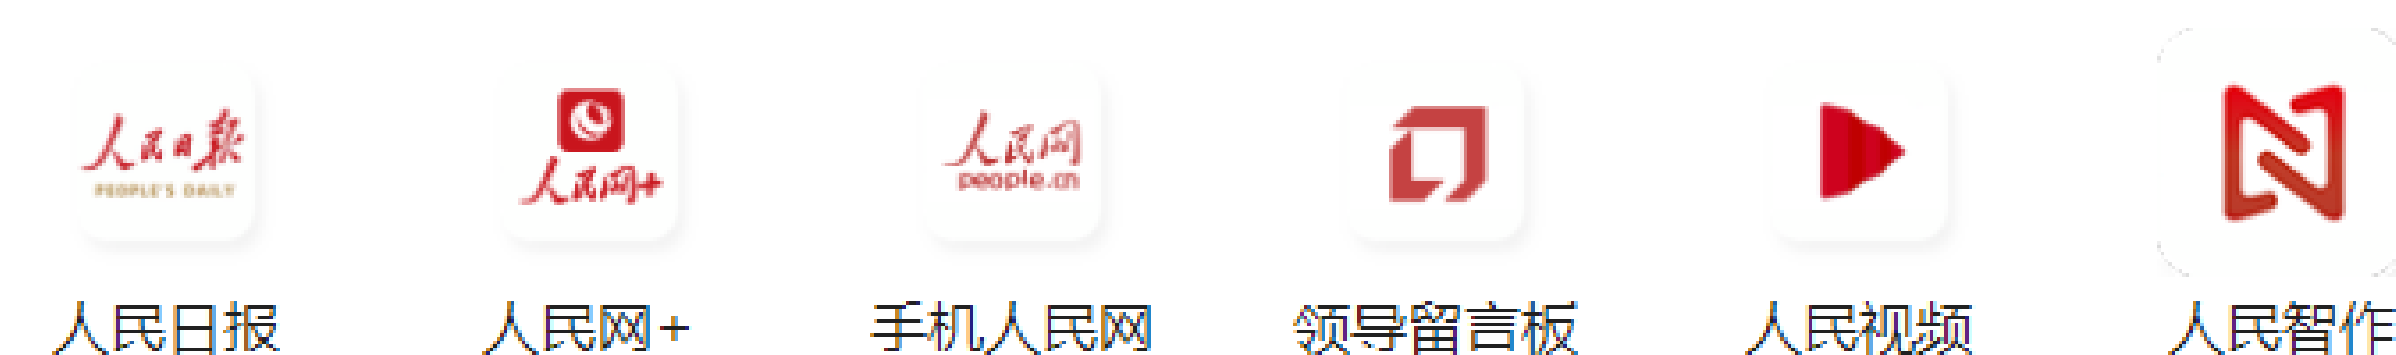 人民日报
PEOPLE'S DAILY
人民网+
人民网
people.cn
人民日报 人民网+ 手机人民网 领导留言板 人民视频 人民智作